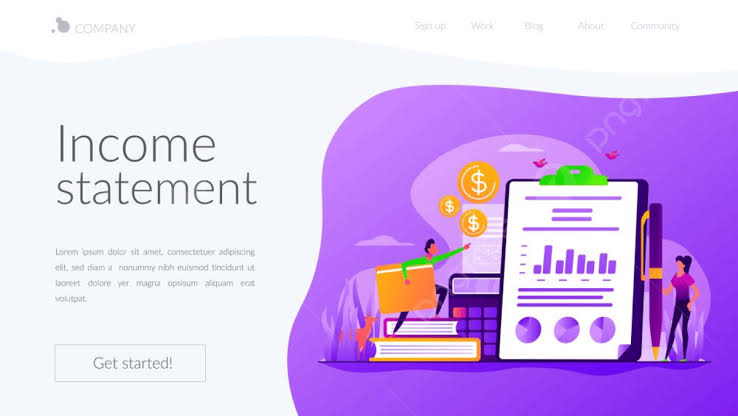 COMPANY
Sign up Work Blog About Community
Income
statement
Lorem ipsum dolor sit amet, consectetuer adipiscing
elit, sed diam a nonummy nibh euismod tincidunt ut
laoreet dolore yer magna opsisum aliquam erat
volutpat.
Get started!
$
$
$